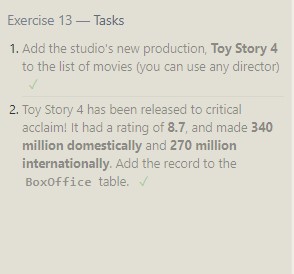 Exercise 13 — Tasks
1. Add the studio's new production, Toy Story 4
to the list of movies (you can use any director)
✓
2. Toy Story 4 has been released to critical
acclaim! It had a rating of 8.7, and made 340
million domestically and 270 million
internationally. Add the record to the
BoxOffice table. ✓